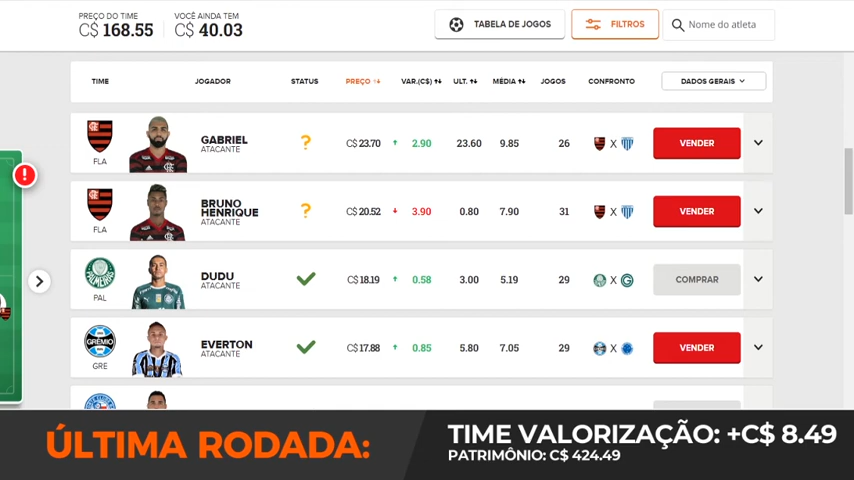 PREÇO DO TIME
C$ 168.55
VOCÊ AINDA TEM
C$ 40.03
TABELA DE JOGOS
FILTROS
Nome do atleta
TIME JOGADOR STATUS PREÇO VAR.(C$) ULT. MÉDIA JOGOS CONFRONTO DADOS GERAIS
FLA
GABRIEL
ATACANTE
? C$ 23.70 2.90 23.60 9.85 26 X VENDER
!
FLA
BRUNO
HENRIQUE
ATACANTE
? C$ 20.52 3.90 0.80 7.90 31 X VENDER
PAL
DUDU
ATACANTE
C$ 18.19 0.58 3.00 5.19 29 X COMPRAR
GRÊMIO
GRE
EVERTON
ATACANTE
C$ 17.88 0.85 5.80 7.05 29 X VENDER
ÚLTIMA RODADA:
TIME VALORIZAÇÃO: +C$ 8.49
PATRIMÔNIO: C$ 424.49